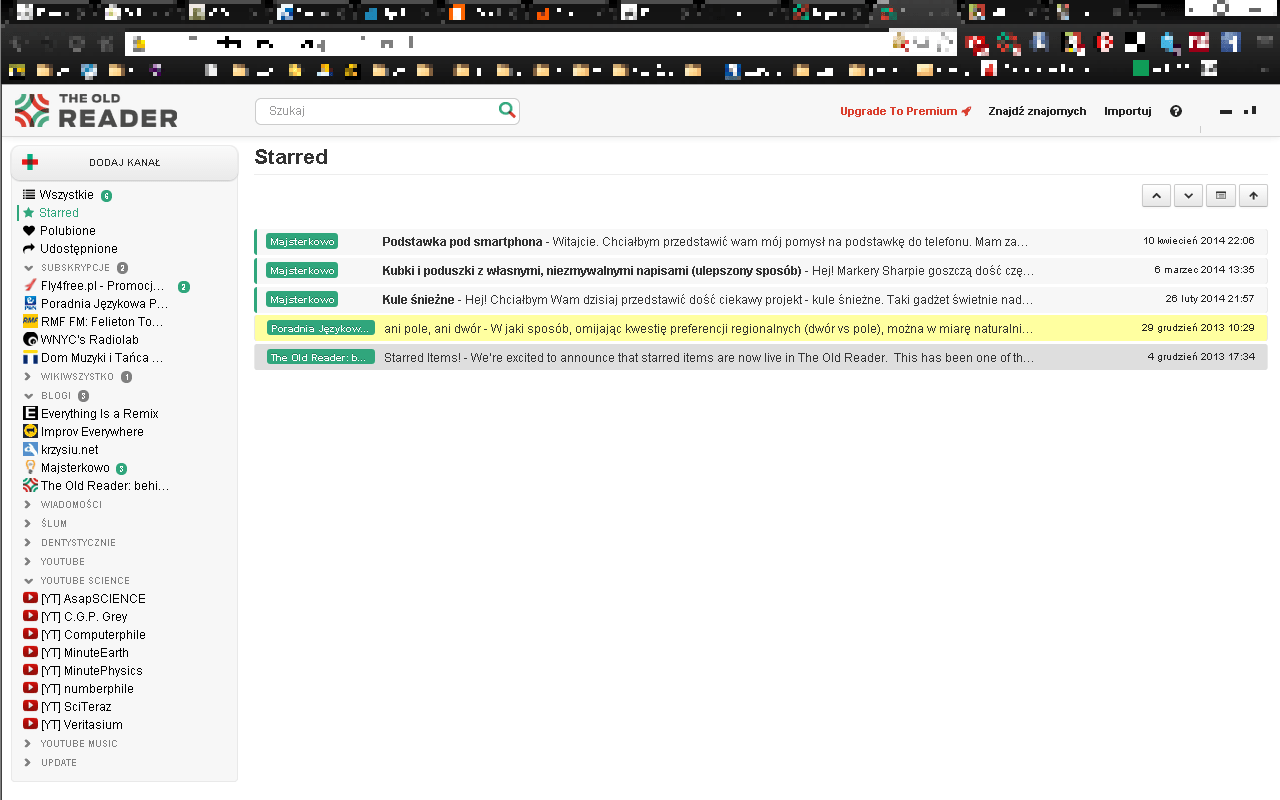 THE OLD
READER
Szukaj
Upgrade To Premium Znajdź znajomych Importuj ?
DODAJ KANAŁ
Wszystkie 6
Starred
Polubione
Udostępnione
SUBSKRYPCJE 2
Fly4free.pl - Promocj... 2
Poradnia Językowa P...
RMF FM: Felieton To...
WNYC's Radiolab
Dom Muzyki i Tańca ...
WIKIWSZYSTKO 1
BLOGI 3
Everything Is a Remix
Improv Everywhere
krzysiu.net
Majsterkowo 3
The Old Reader: behi...
WIADOMOŚCI
ŚLUM
DENTYSTYCZNIE
YOUTUBE
YOUTUBE SCIENCE
[YT] AsapSCIENCE
[YT] C.G.P. Grey
[YT] Computerphile
[YT] MinuteEarth
[YT] MinutePhysics
[YT] numberphile
[YT] SciTeraz
[YT] Veritasium
YOUTUBE MUSIC
UPDATE
Starred
Majsterkowo Podstawka pod smartphona - Witajcie. Chciałbym przedstawić wam mój pomysł na podstawkę do telefonu. Mam za... 10 kwiecień 2014 22:06
Majsterkowo Kubki i poduszki z własnymi, niezmywalnymi napisami (ulepszony sposób) - Hej! Markery Sharpie goszczą dość czę... 6 marzec 2014 13:35
Majsterkowo Kule śnieżne - Hej! Chciałbym Wam dzisiaj przedstawić dość ciekawy projekt - kule śnieżne. Taki gadżet świetnie nad... 26 luty 2014 21:57
Poradnia Językow... ani pole, ani dwór - W jaki sposób, omijając kwestię preferencji regionalnych (dwór vs pole), można w miarę naturalni... 29 grudzień 2013 10:29
The Old Reader: b... Starred Items! - We're excited to announce that starred items are now live in The Old Reader. This has been one of th... 4 grudzień 2013 17:34